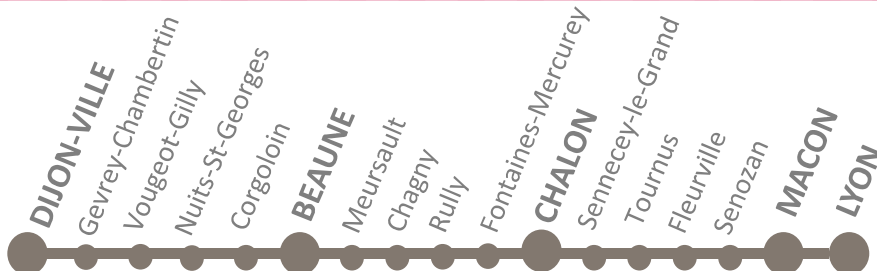 DIJON-VILLE
Gevrey-Chambertin
Vougeot-Gilly
Nuits-St-Georges
Corgoloin
BEAUNE
Meursault
Chagny
Rully
Fontaines-Mercurey
CHALON
Sennecey-le-Grand
Tournus
Fleurville
Senozan
MACON
LYON